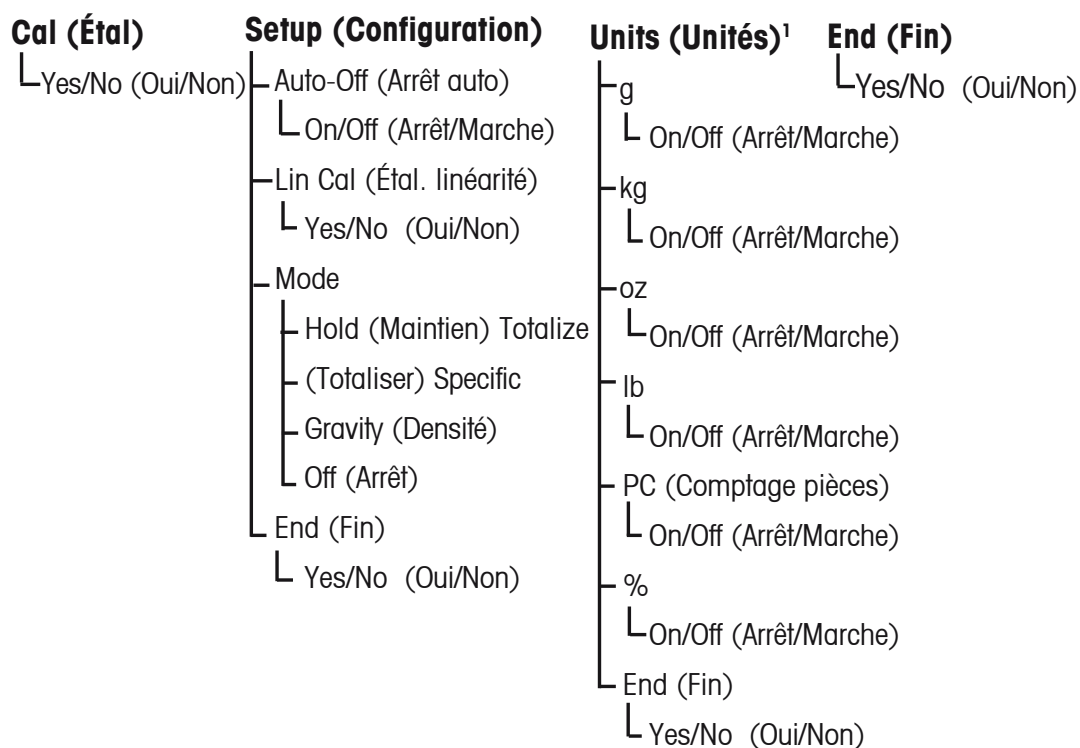 Cal (Étal)
Yes/No (Oui/Non)
Setup (Configuration)
Auto-Off (Arrêt auto)
On/Off (Arrêt/Marche)
Lin Cal (Étal. linéarité)
Yes/No (Oui/Non)
Mode
Hold (Maintien) Totalize
(Totaliser) Specific
Gravity (Densité)
Off (Arrêt)
End (Fin)
Yes/No (Oui/Non)
Units (Unités)¹
g
On/Off (Arrêt/Marche)
kg
On/Off (Arrêt/Marche)
oz
On/Off (Arrêt/Marche)
lb
On/Off (Arrêt/Marche)
PC (Comptage pièces)
On/Off (Arrêt/Marche)
%
On/Off (Arrêt/Marche)
End (Fin)
Yes/No (Oui/Non)
End (Fin)
Yes/No (Oui/Non)